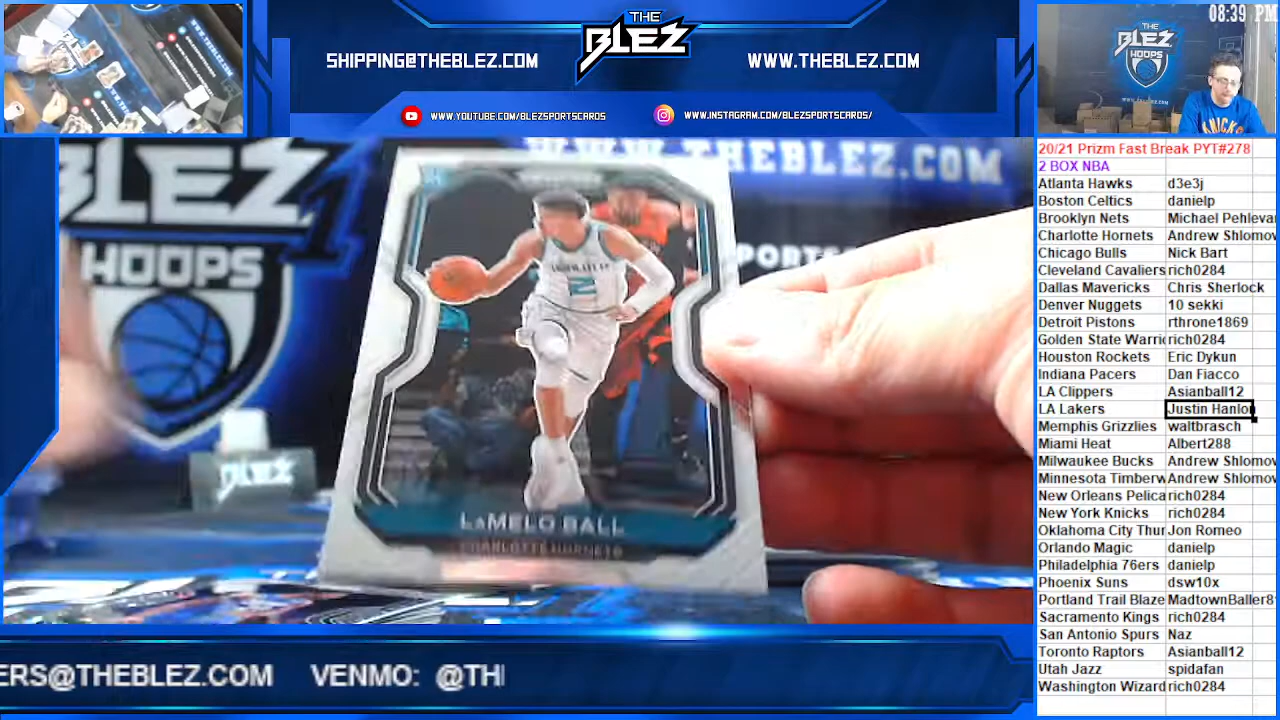 THE
BLEZ
SHIPPING@THEBLEZ.COM
WWW.THEBLEZ.COM
WWW.YOUTUBE.COM/BLEZSPORTSCARDS
WWW.INSTAGRAM.COM/BLEZSPORTSCARDS/
08:39 PM
THE
BLEZ
HOOPS
KNICKS
WWW.THEBLEZ.COM
BLEZ
HOOPS
BLEZ
2
LaMELO BALL
CHARLOTTE HORNETS
20/21 Prizm Fast Break PYT#278
2 BOX NBA
Atlanta Hawks d3e3j
Boston Celtics danielp
Brooklyn Nets Michael Pehleva
Charlotte Hornets Andrew Shlomov
Chicago Bulls Nick Bart
Cleveland Cavaliers rich0284
Dallas Mavericks Chris Sherlock
Denver Nuggets 10 sekki
Detroit Pistons rthrone1869
Golden State Warri rich0284
Houston Rockets Eric Dykun
Indiana Pacers Dan Fiacco
LA Clippers Asianball12
LA Lakers Justin Hanlon
Memphis Grizzlies waltbrasch
Miami Heat Albert288
Milwaukee Bucks Andrew Shlomov
Minnesota Timberw Andrew Shlomov
New Orleans Pelica rich0284
New York Knicks rich0284
Oklahoma City Thun Jon Romeo
Orlando Magic danielp
Philadelphia 76ers danielp
Phoenix Suns dsw10x
Portland Trail Blaze MadtownBaller8
Sacramento Kings rich0284
San Antonio Spurs Naz
Toronto Raptors Asianball12
Utah Jazz spidafan
Washington Wizard rich0284
ERS@THEBLEZ.COM VENMO: @TH